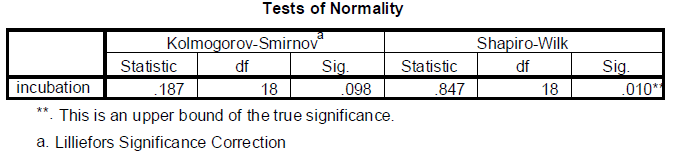 Tests of Normality
Kolmogorov-Smirnov a Shapiro-Wilk
Statistic df Sig. Statistic df Sig.
incubation .187 18 .098 .847 18 .010**
**. This is an upper bound of the true significance.
a. Lilliefors Significance Correction